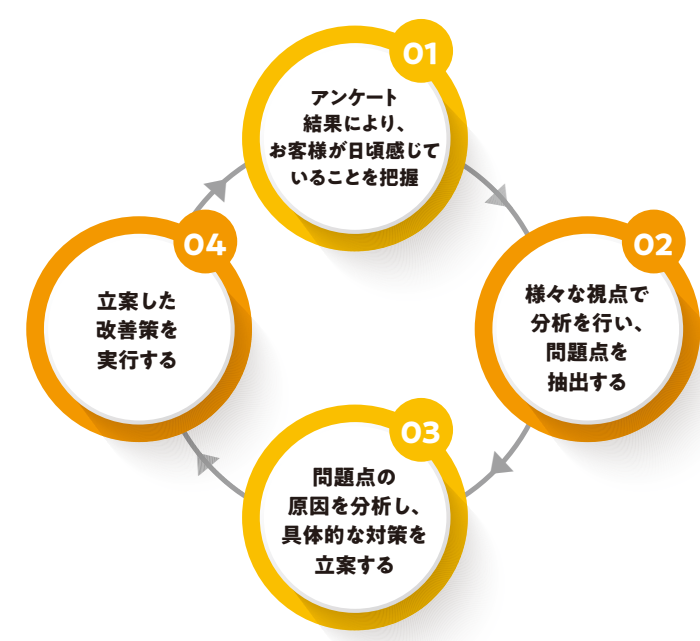 01
アンケート
結果により、
お客様が日頃感じて
いることを把握
02
様々な視点で
分析を行い、
問題点を
抽出する
03
問題点の
原因を分析し、
具体的な対策を
立案する
04
立案した
改善策を
実行する